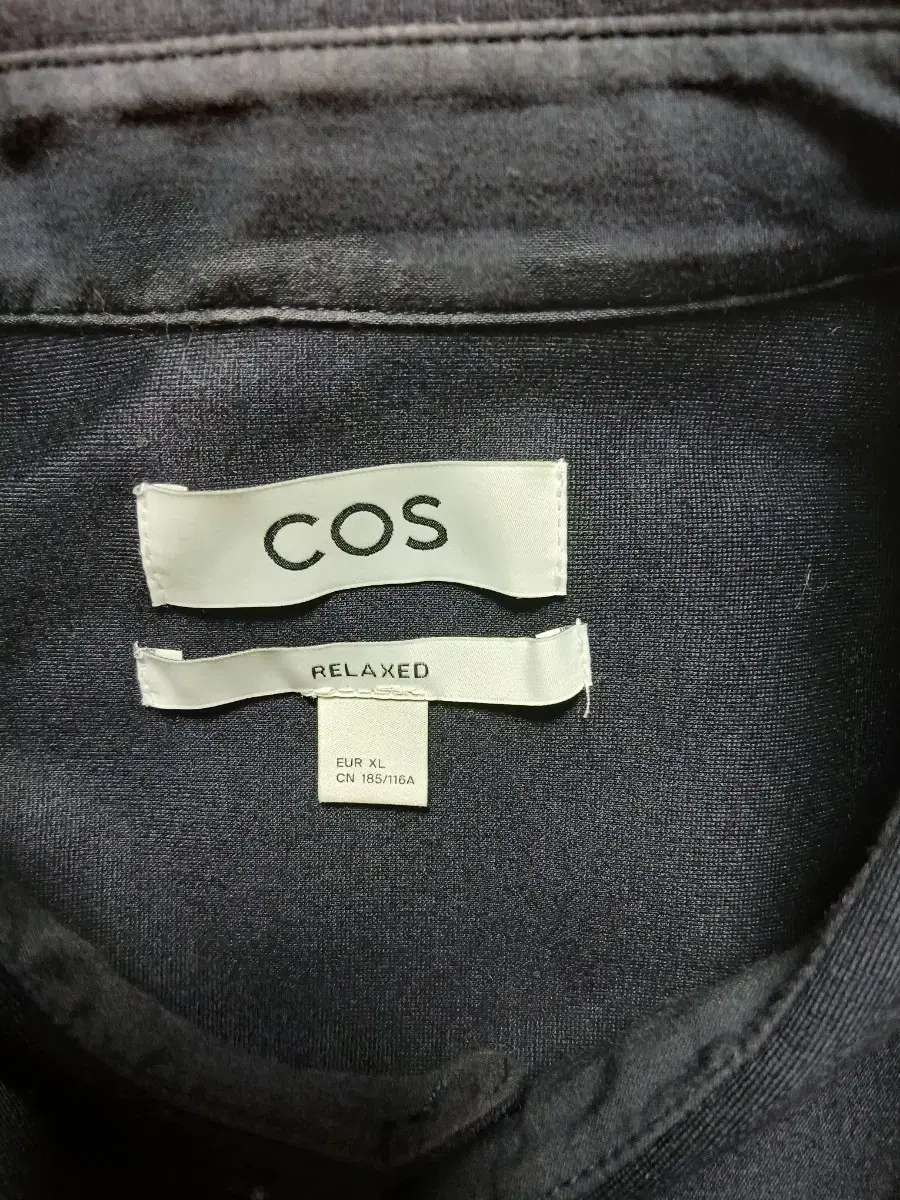 COS
RELAXED
EUR XL
CN 185/116A